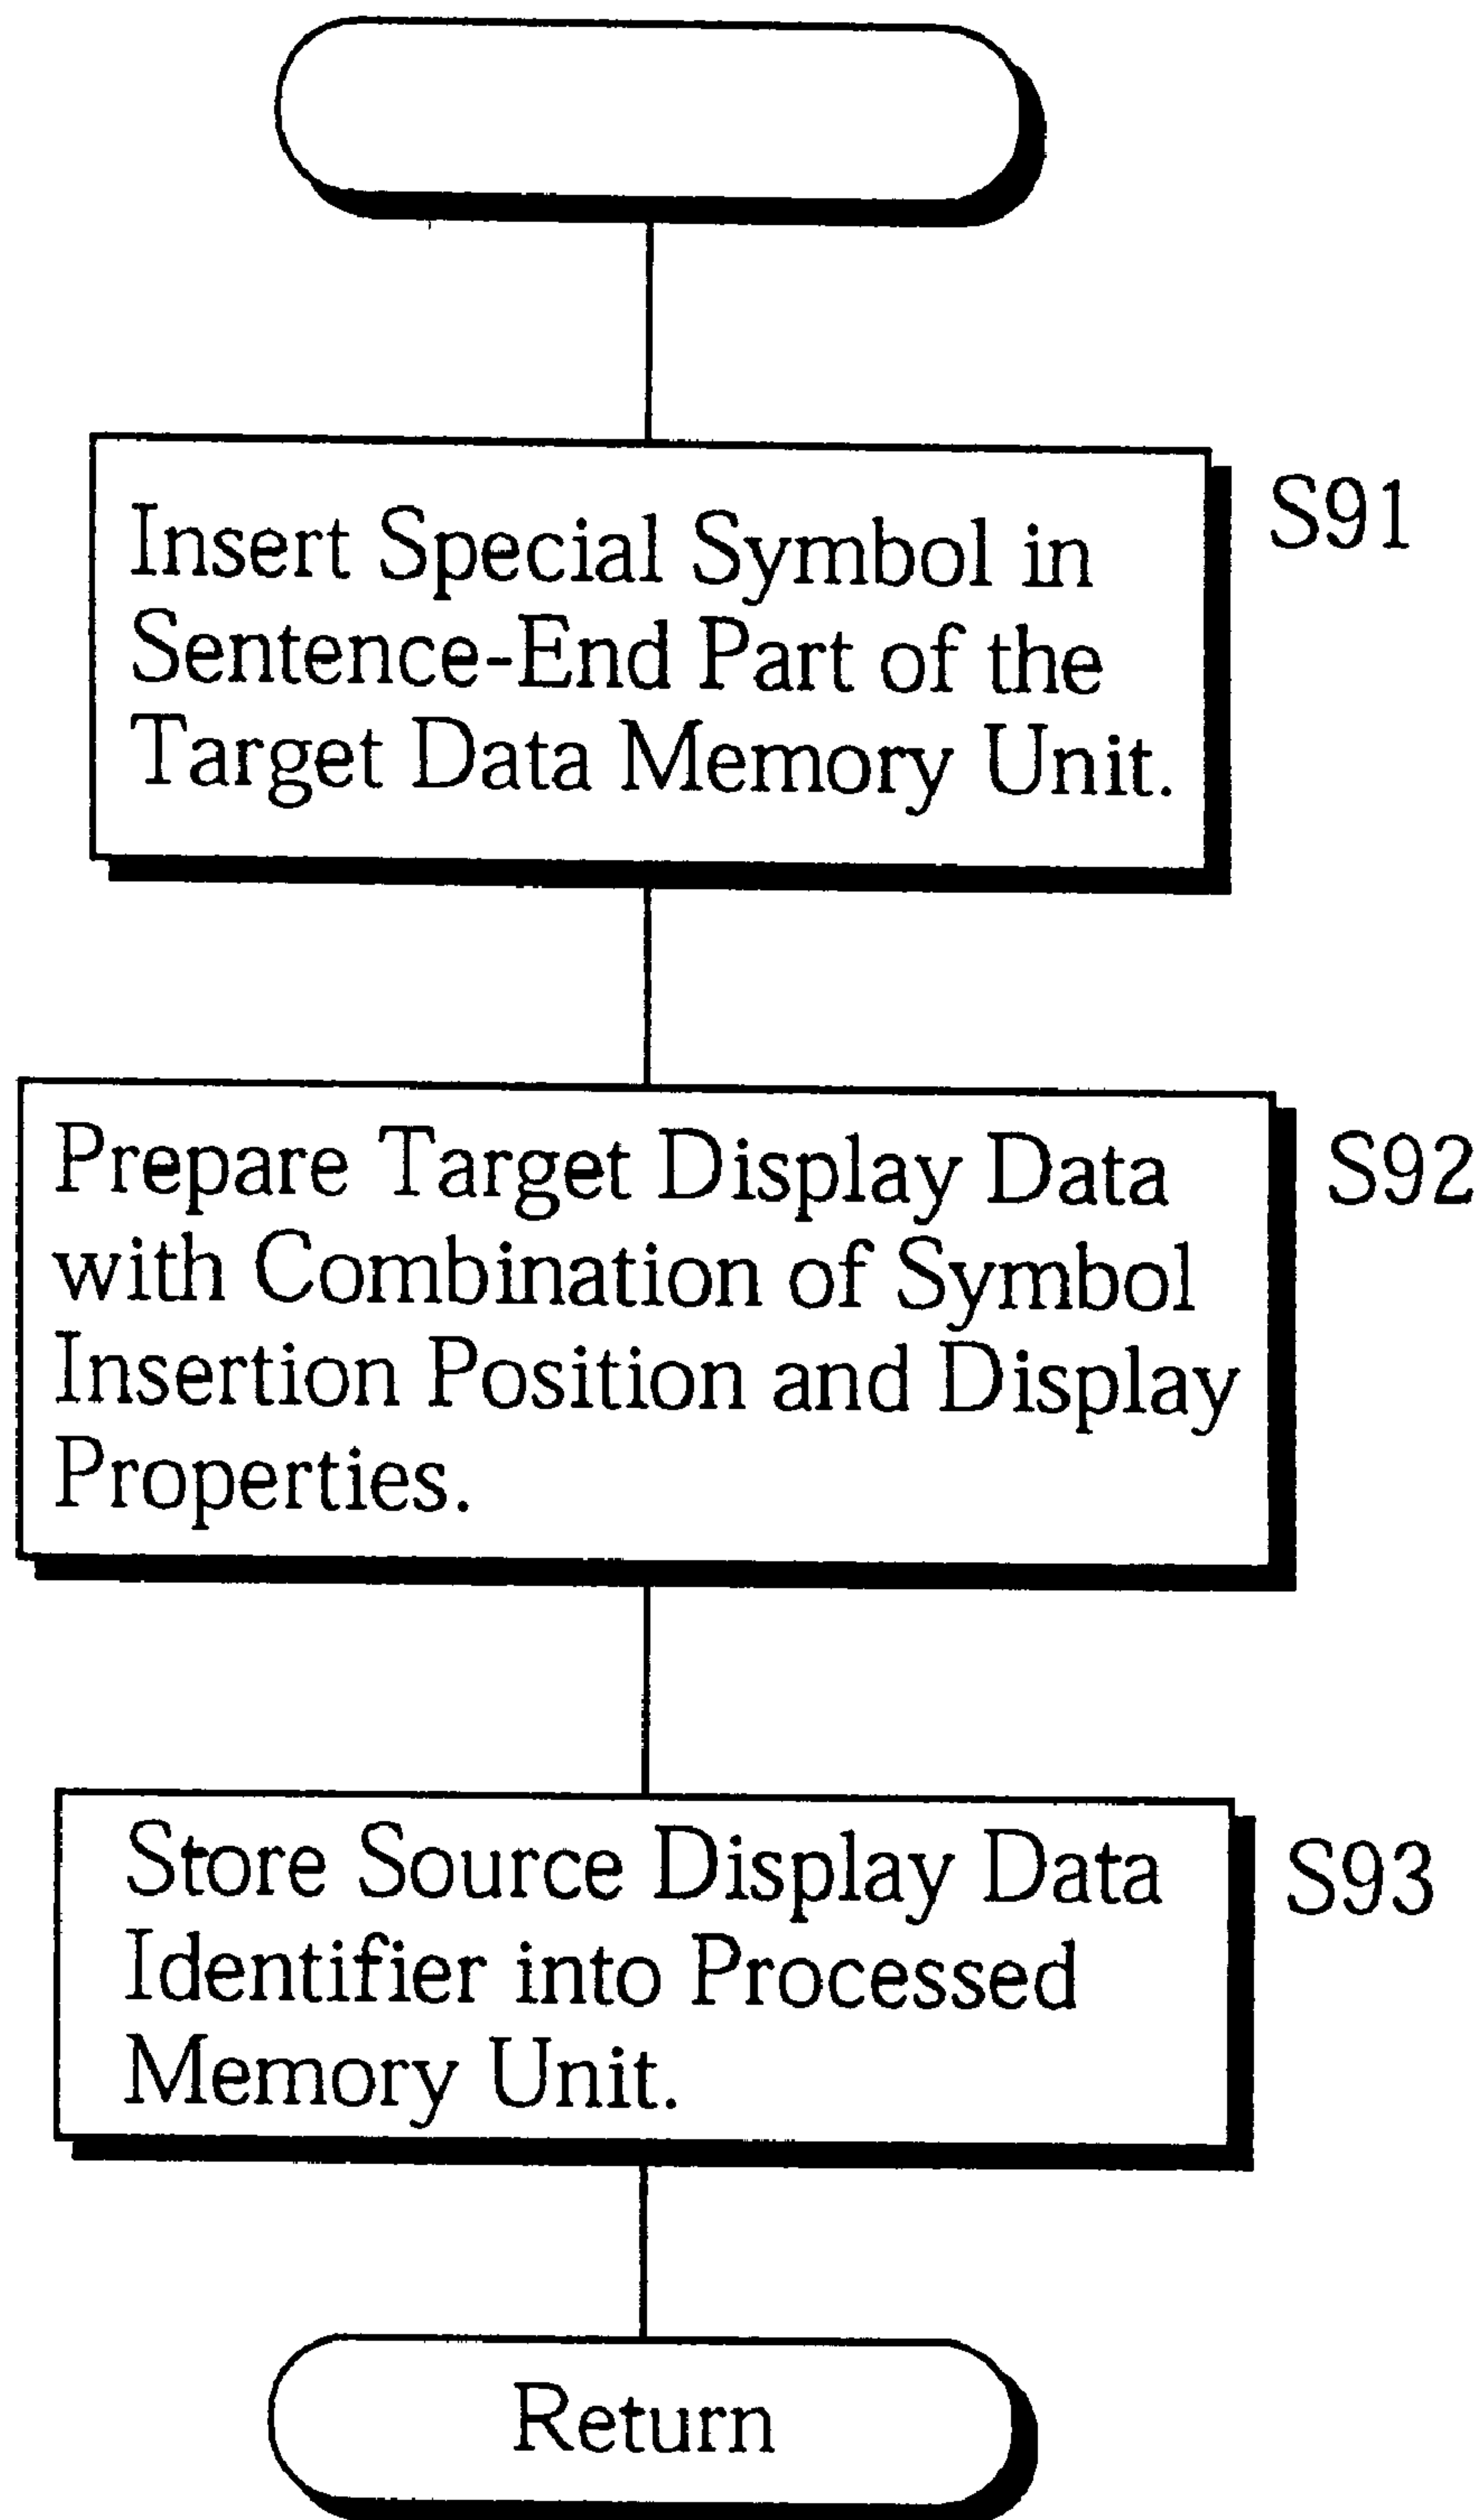 Insert Special Symbol in
Sentence-End Part of the
Target Data Memory Unit.
S91
Prepare Target Display Data
with Combination of Symbol
Insertion Position and Display
Properties.
S92
Store Source Display Data
Identifier into Processed
Memory Unit.
S93
Return